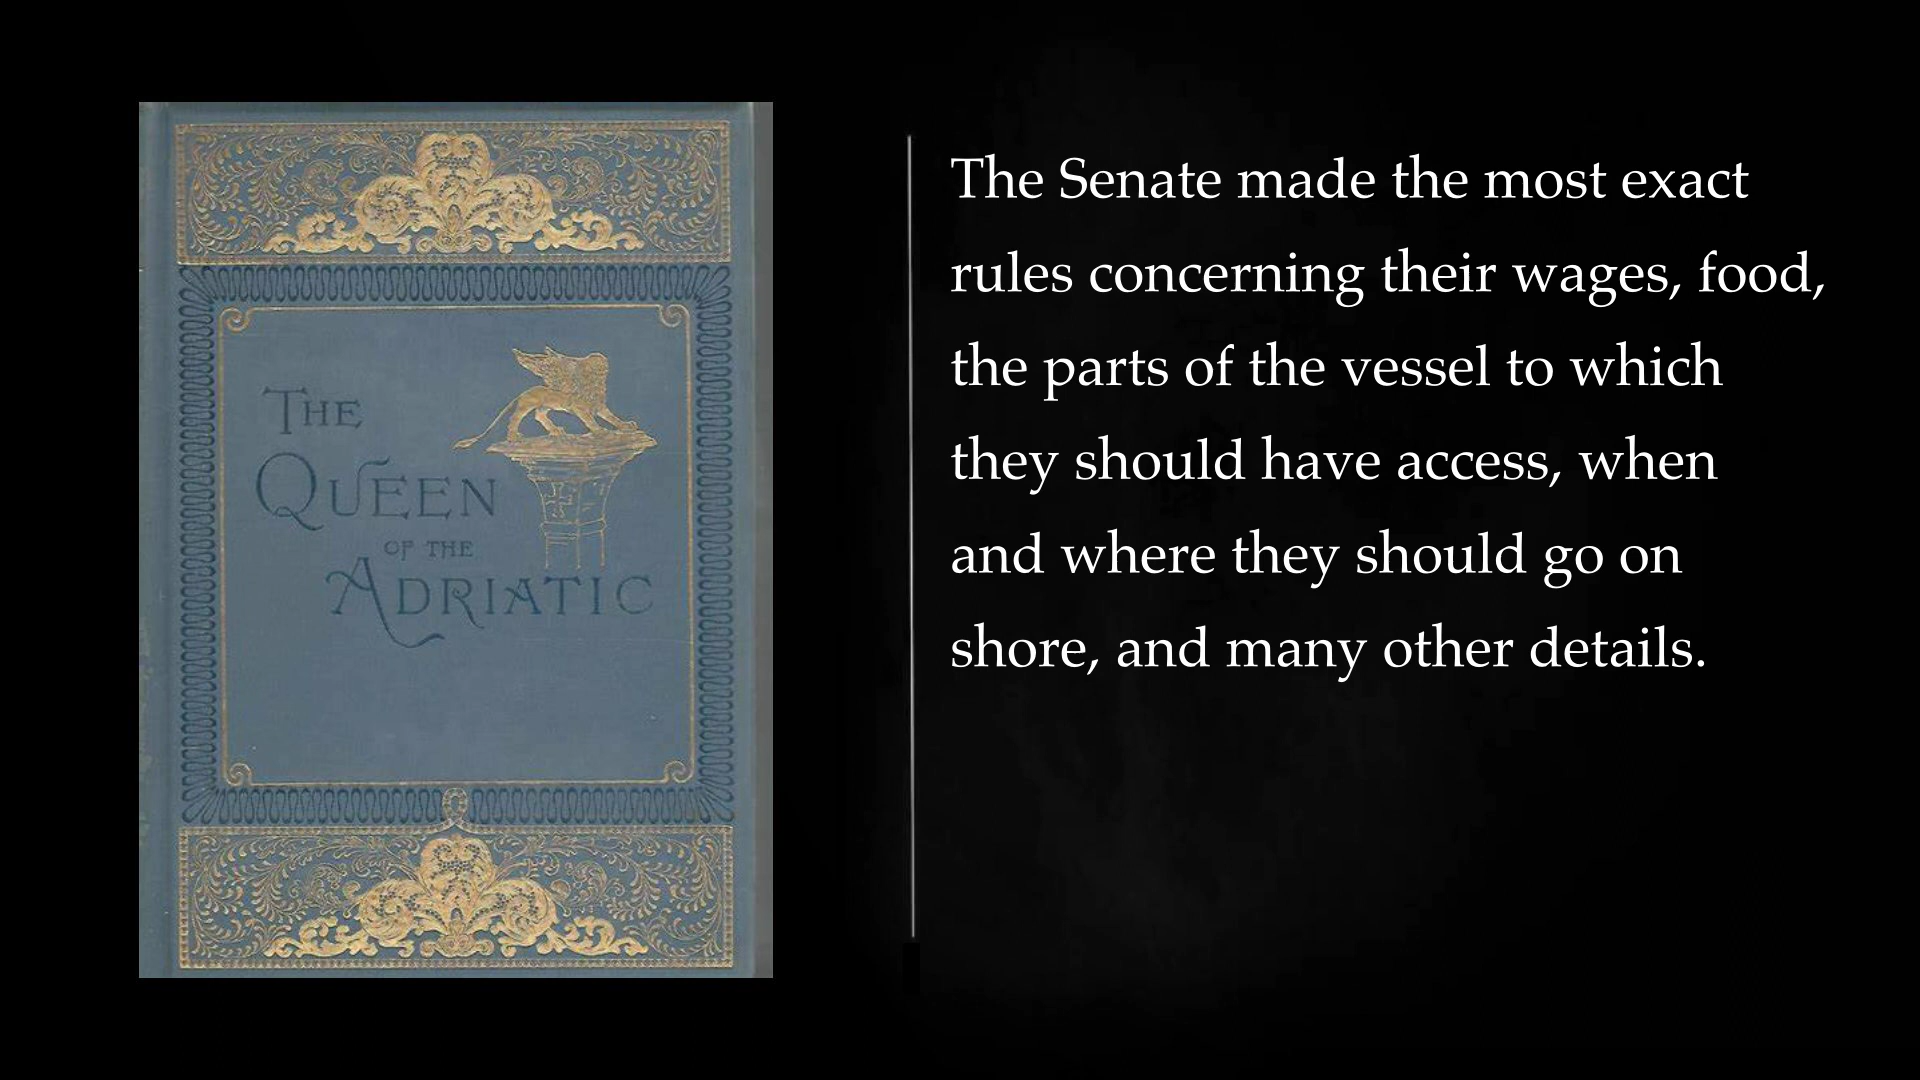 THE
QUEEN
OF THE
ADRIATIC
The Senate made the most exact
rules concerning their wages, food,
the parts of the vessel to which
they should have access, when
and where they should go on
shore, and many other details.